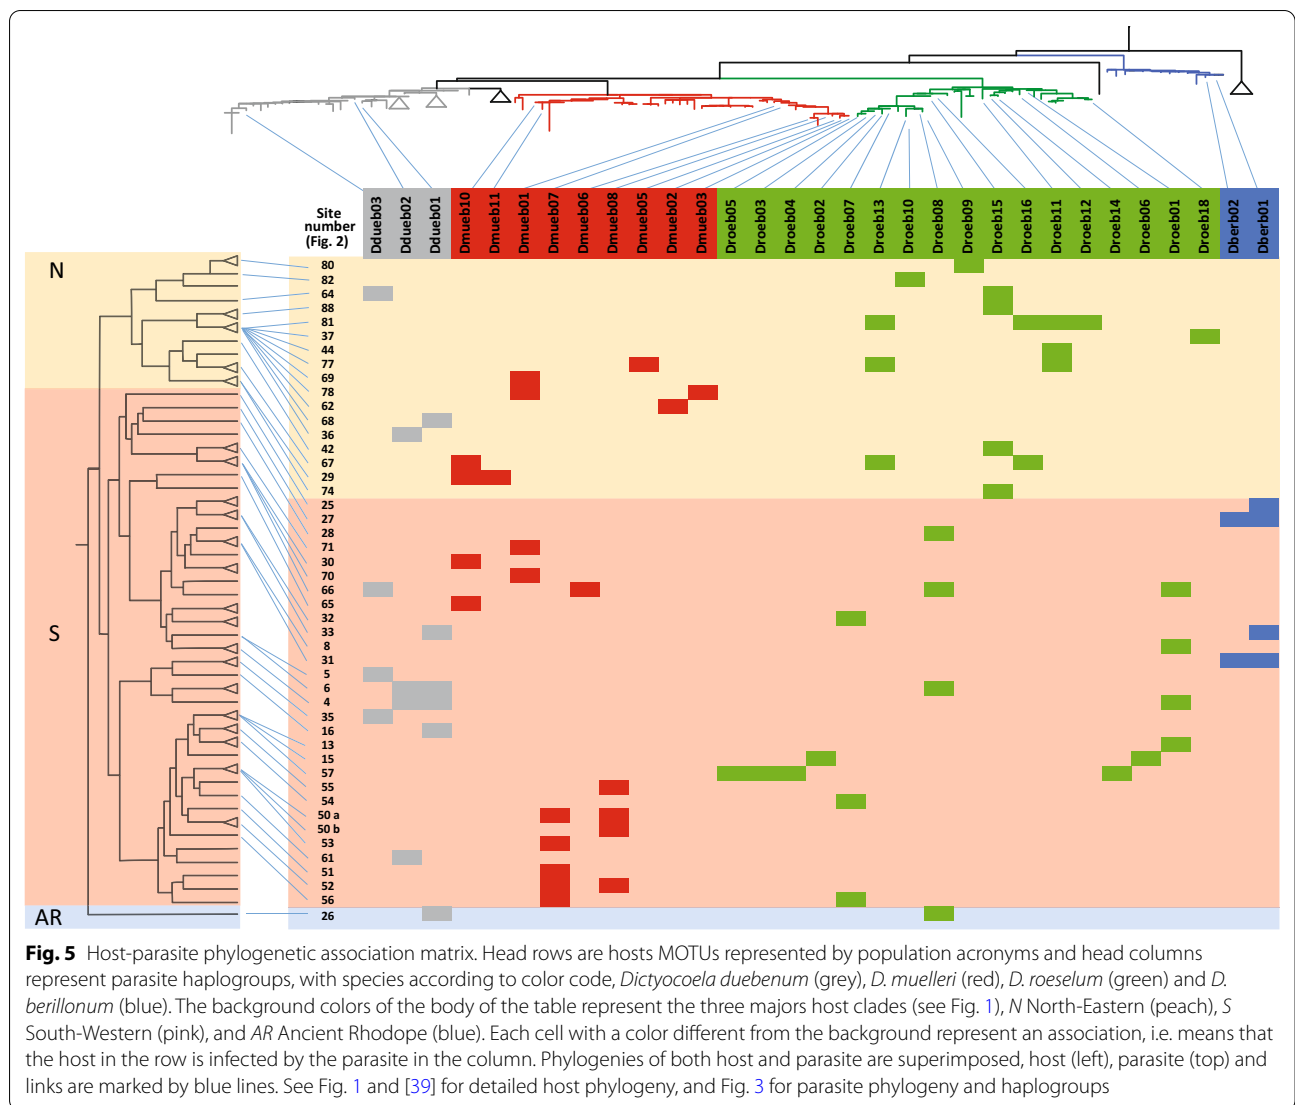 Site
number
(Fig. 2)
Ddueb03
Ddueb02
Ddueb01
Dmueb10
Dmueb11
Dmueb01
Dmueb07
Dmueb06
Dmueb08
Dmueb05
Dmueb02
Dmueb03
Droeb05
Droeb03
Droeb04
Droeb02
Droeb07
Droeb13
Droeb10
Droeb08
Droeb09
Droeb15
Droeb16
Droeb11
Droeb12
Droeb14
Droeb06
Droeb01
Droeb18
Dberb02
Dberb01
N
80
82
64
88
81
37
44
77
69
78
62
68
36
42
67
29
74
S
25
27
28
71
30
70
66
65
32
33
8
31
5
6
4
35
16
13
15
57
55
54
50 a
50 b
53
61
51
52
56
AR
26
Fig. 5 Host-parasite phylogenetic association matrix. Head rows are hosts MOTUs represented by population acronyms and head columns
represent parasite haplogroups, with species according to color code, Dictyocoela duebenum (grey), D. muelleri (red), D. roeselum (green) and D.
berillonum (blue). The background colors of the body of the table represent the three majors host clades (see Fig. 1), N North-Eastern (peach), S
South-Western (pink), and AR Ancient Rhodope (blue). Each cell with a color different from the background represent an association, i.e. means that
the host in the row is infected by the parasite in the column. Phylogenies of both host and parasite are superimposed, host (left), parasite (top) and
links are marked by blue lines. See Fig. 1 and [39] for detailed host phylogeny, and Fig. 3 for parasite phylogeny and haplogroups